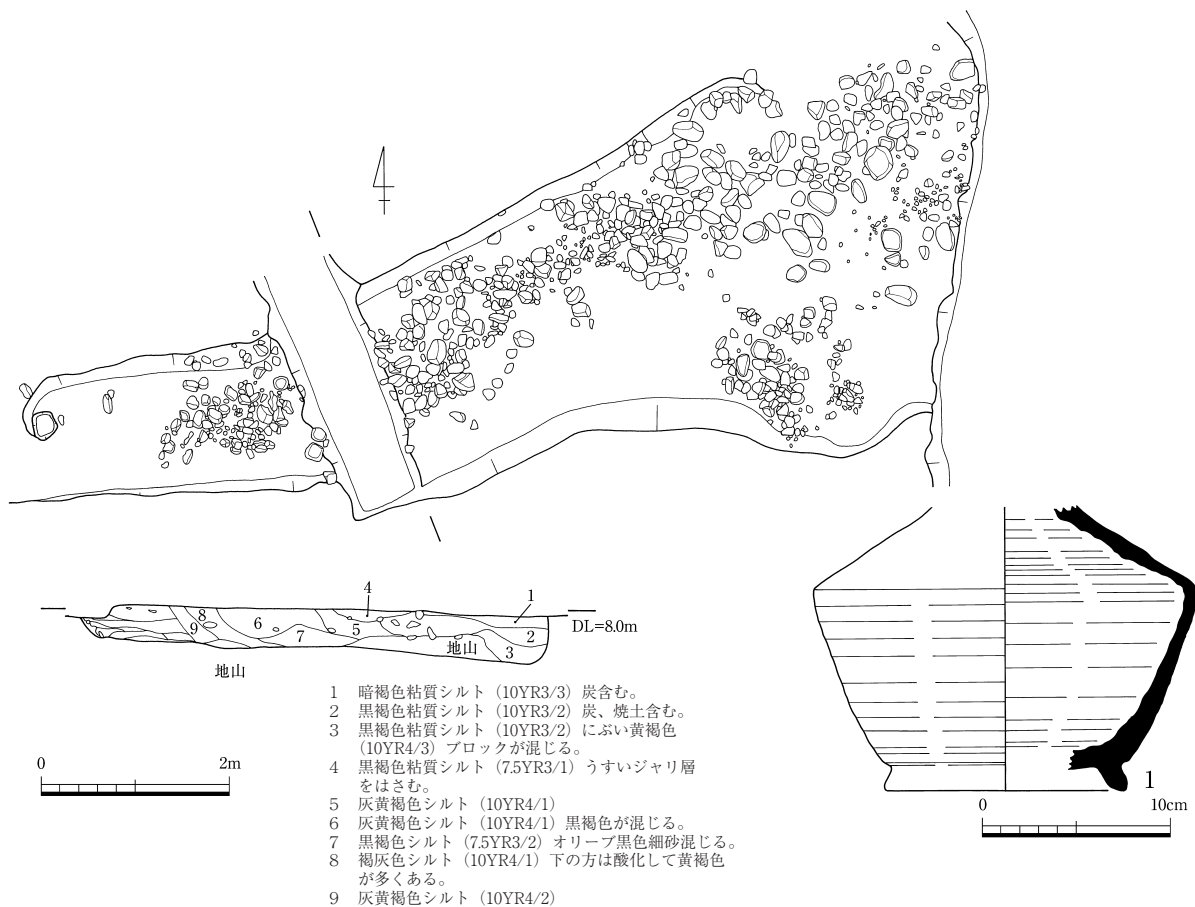 4
1
8
6
9
7
5
2
3
地山
DL=8.0m
地山
1 暗褐色粘質シルト（10YR3/3）炭含む。
2 黒褐色粘質シルト（10YR3/2）炭、焼土含む。
3 黒褐色粘質シルト（10YR3/2）にぶい黄褐色
（10YR4/3）ブロックが混じる。
4 黒褐色粘質シルト（7.5YR3/1）うすいジャリ層
をはさむ。
5 灰黄褐色シルト（10YR4/1）
6 灰黄褐色シルト（10YR4/1）黒褐色が混じる。
7 黒褐色シルト（7.5YR3/2）オリーブ黒色細砂混じる。
8 褐灰色シルト（10YR4/1）下の方は酸化して黄褐色
が多くある。
9 灰黄褐色シルト（10YR4/2）
0 2m
1
0 10cm